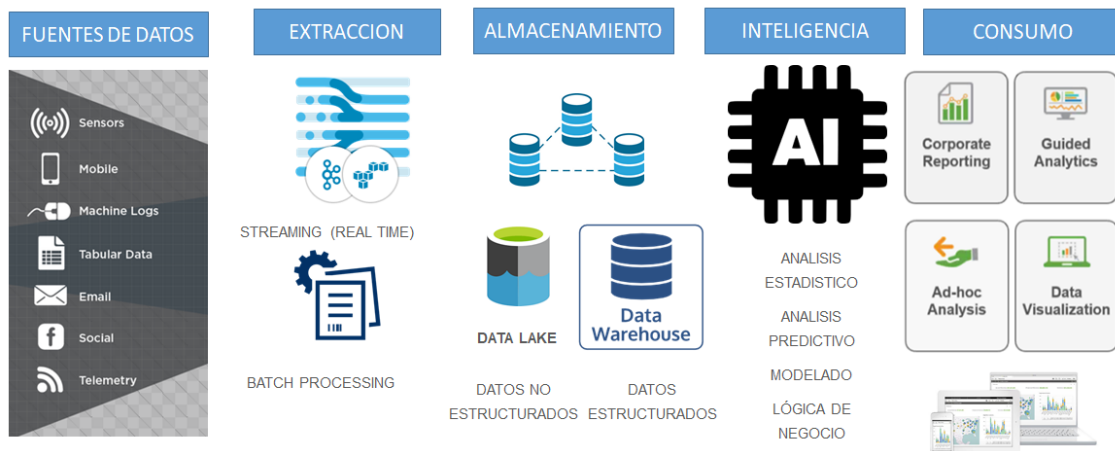 FUENTES DE DATOS
EXTRACCION
ALMACENAMIENTO
INTELIGENCIA
CONSUMO
Sensors
Mobile
Machine Logs
Tabular Data
Email
Social
Telemetry
STREAMING (REAL TIME)
BATCH PROCESSING
DATA LAKE
Data
Warehouse
DATOS NO
ESTRUCTURADOS
DATOS
ESTRUCTURADOS
AI
ANALISIS
ESTADISTICO
ANALISIS
PREDICTIVO
MODELADO
LÓGICA DE
NEGOCIO
Corporate
Reporting
Guided
Analytics
Ad-hoc
Analysis
Data
Visualization